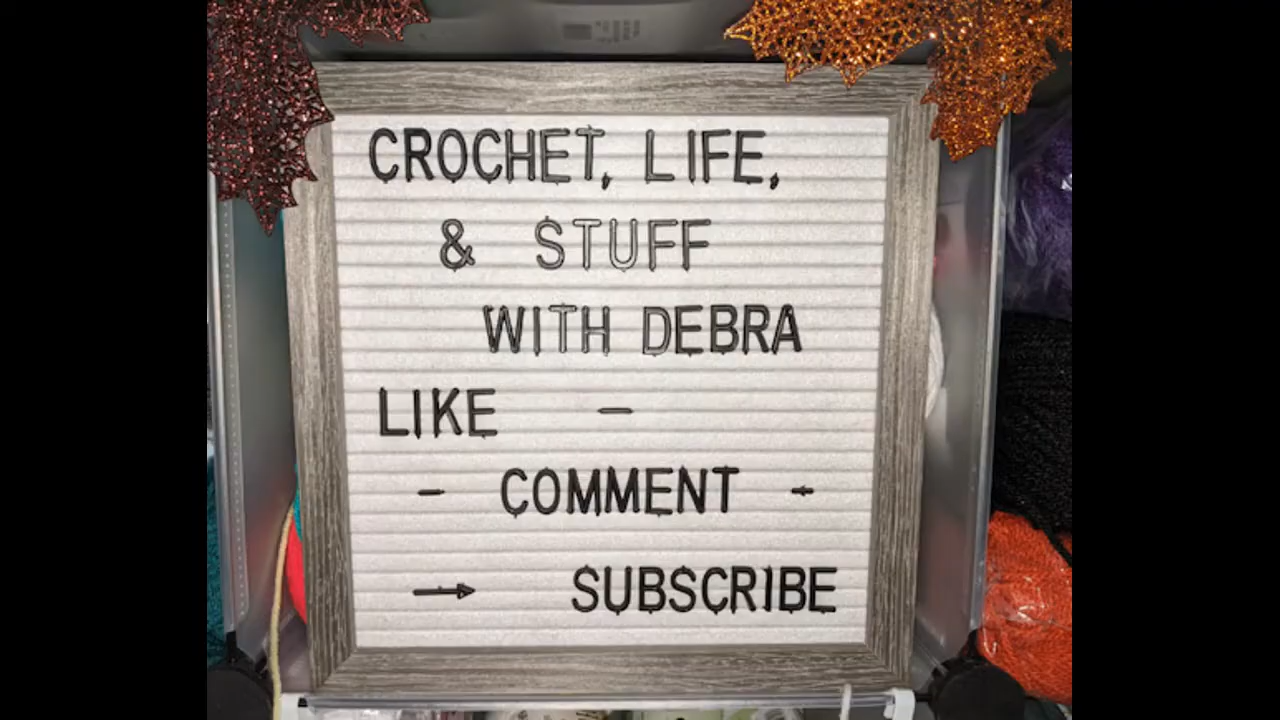 CROCHET, LIFE,
& STUFF
WITH DEBRA
LIKE -
- COMMENT -
→ SUBSCRIBE